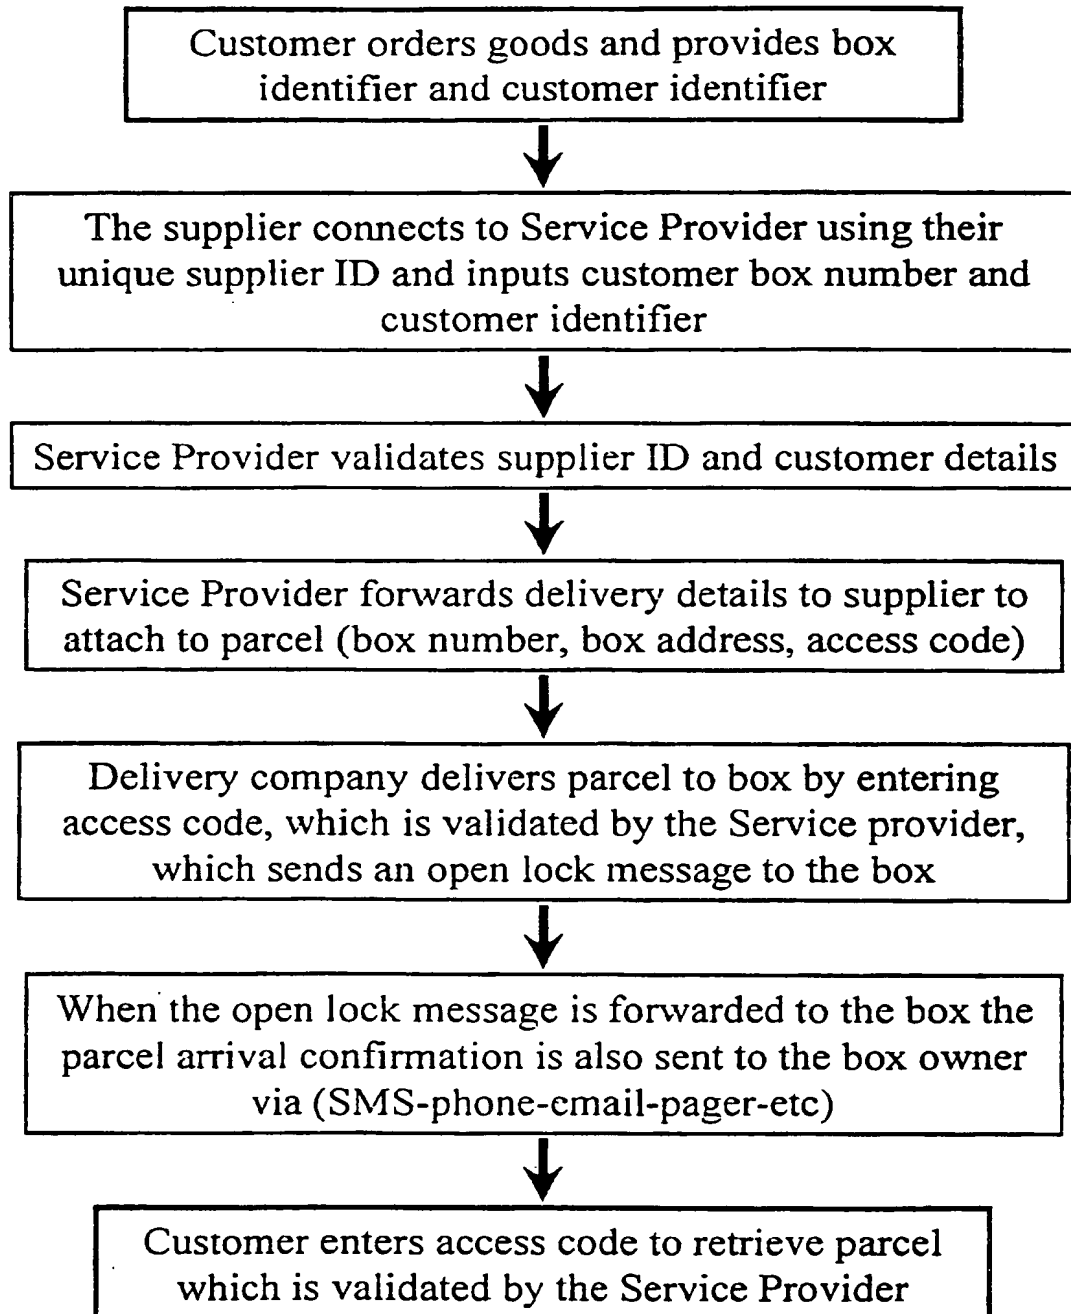 Customer orders goods and provides box
identifier and customer identifier
The supplier connects to Service Provider using their
unique supplier ID and inputs customer box number and
customer identifier
Service Provider validates supplier ID and customer details
Service Provider forwards delivery details to supplier to
attach to parcel (box number, box address, access code)
Delivery company delivers parcel to box by entering
access code, which is validated by the Service provider,
which sends an open lock message to the box
When the open lock message is forwarded to the box the
parcel arrival confirmation is also sent to the box owner
via (SMS-phone-email-pager-etc)
Customer enters access code to retrieve parcel
which is validated by the Service Provider